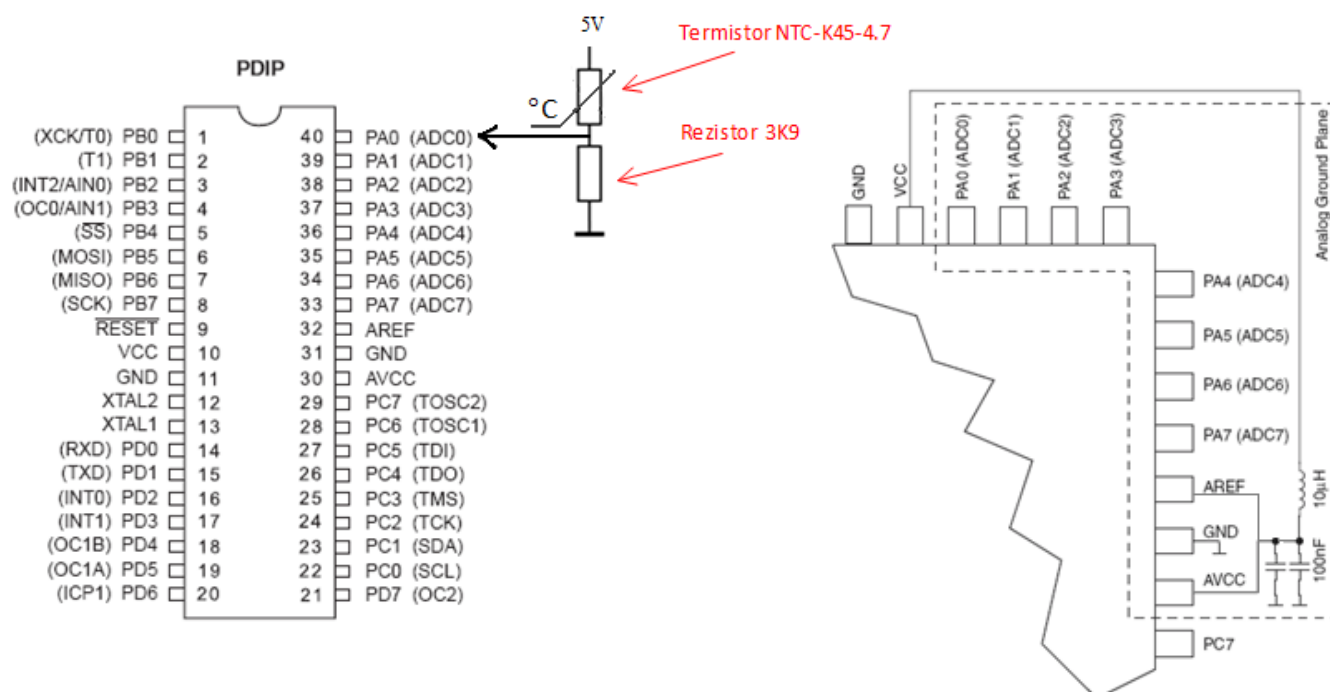 5V
Termistor NTC-K45-4.7
°C
Rezistor 3K9
PDIP
(XCK/T0) PB0 1 40 PA0 (ADC0)
(T1) PB1 2 39 PA1 (ADC1)
(INT2/AIN0) PB2 3 38 PA2 (ADC2)
(OC0/AIN1) PB3 4 37 PA3 (ADC3)
(SS) PB4 5 36 PA4 (ADC4)
(MOSI) PB5 6 35 PA5 (ADC5)
(MISO) PB6 7 34 PA6 (ADC6)
(SCK) PB7 8 33 PA7 (ADC7)
RESET 9 32 AREF
VCC 10 31 GND
GND 11 30 AVCC
XTAL2 12 29 PC7 (TOSC2)
XTAL1 13 28 PC6 (TOSC1)
(RXD) PD0 14 27 PC5 (TDI)
(TXD) PD1 15 26 PC4 (TDO)
(INT0) PD2 16 25 PC3 (TMS)
(INT1) PD3 17 24 PC2 (TCK)
(OC1B) PD4 18 23 PC1 (SDA)
(OC1A) PD5 19 22 PC0 (SCL)
(ICP1) PD6 20 21 PD7 (OC2)
GND
VCC
PA0 (ADC0)
PA1 (ADC1)
PA2 (ADC2)
PA3 (ADC3)
Analog Ground Plane
PA4 (ADC4)
PA5 (ADC5)
PA6 (ADC6)
PA7 (ADC7)
AREF
10µH
GND
100nF
AVCC
PC7